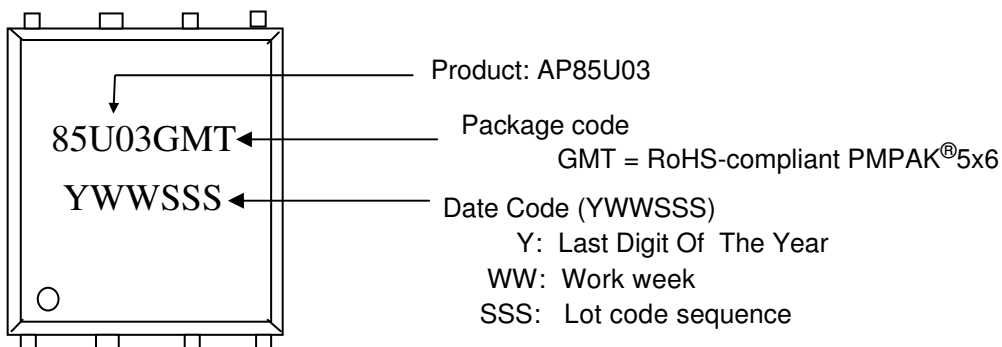 Product: AP85U03
85U03GMT
Package code
GMT = RoHS-compliant PMPAK®5x6
YWWSSS
Date Code (YWWSSS)
Y: Last Digit Of The Year
WW: Work week
SSS: Lot code sequence